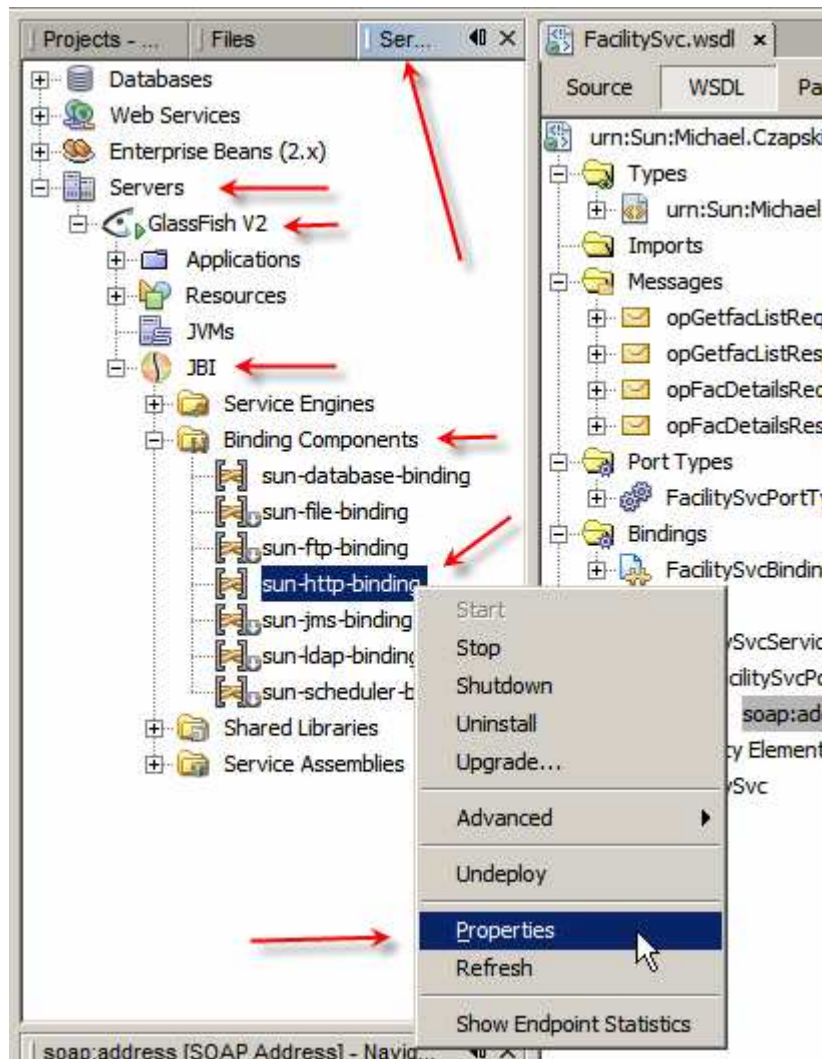 Projects - ...
Files
Ser...
Databases
Web Services
Enterprise Beans (2.x)
Servers
GlassFish V2
Applications
Resources
JVMs
JBI
Service Engines
Binding Components
sun-database-binding
sun-file-binding
sun-ftp-binding
sun-http-binding
sun-jms-binding
sun-ldap-binding
sun-scheduler-b
Shared Libraries
Service Assemblies
Start
Stop
Shutdown
Uninstall
Upgrade...
Advanced
Undeploy
Properties
Refresh
Show Endpoint Statistics
FacilitySvc.wsdl
Source
WSDL
Pa
urn:Sun:Michael.Czapski
Types
urn:Sun:Michael
Imports
Messages
opGetfacListReq
opGetfacListRes
opFacDetailsReq
opFacDetailsRes
Port Types
FacilitySvcPortTy
Bindings
FacilitySvcBindin
ySvcServic
cilitySvcPo
soap:ad
ty Element
ySvc
soap:address [SOAP Address] - Navig...